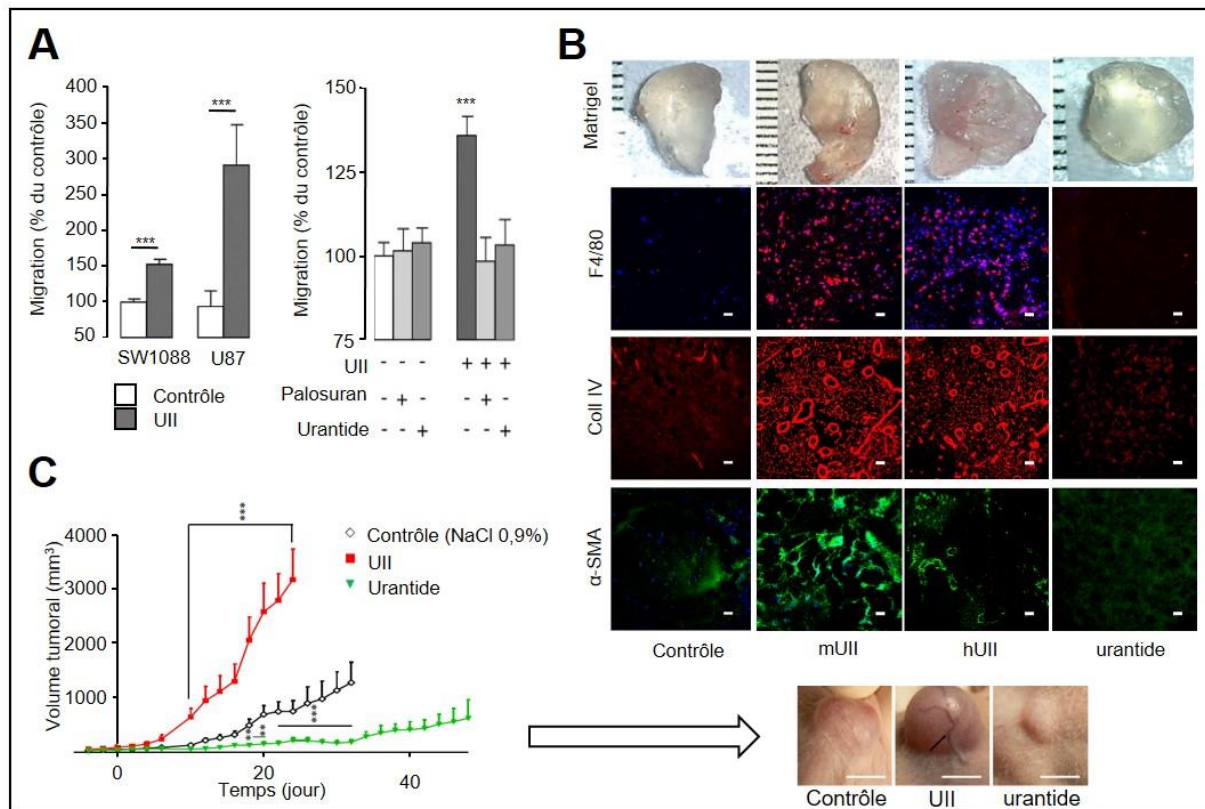 A
Migration (% du contrôle)
400
350
300
250
200
150
100
50
***
***
SW1088
U87
Contrôle
UII
Migration (% du contrôle)
150
125
100
75
***
UII - - - + + +
Palosuran - + - - + -
Urantide - - + - - +
B
Matrigel
F4/80
Coll IV
α-SMA
Contrôle
mUII
hUII
urantide
C
Volume tumoral (mm³)
4000
3000
2000
1000
0
20
40
Temps (jour)
***
Contrôle (NaCl 0,9%)
UII
Urantide
***
**
***
Contrôle
UII
urantide